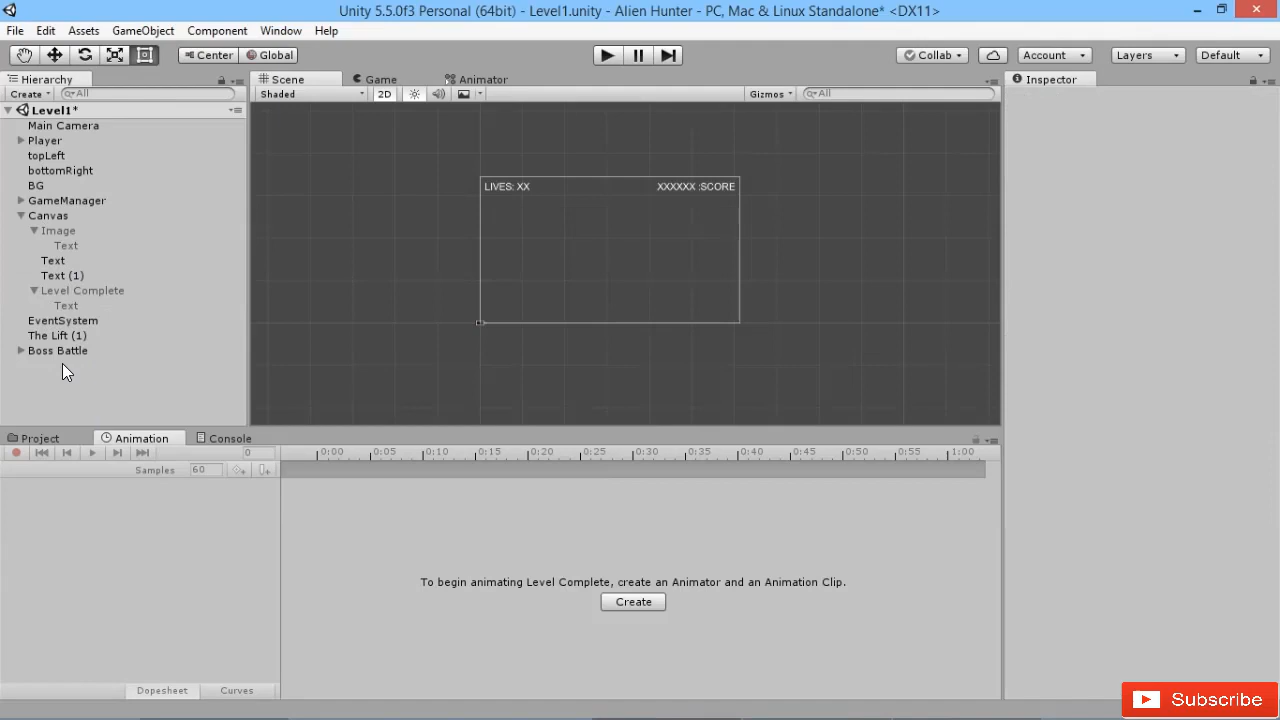 Unity 5.5.0f3 Personal (64bit) - Level1.unity - Alien Hunter - PC, Mac & Linux Standalone* <DX11>
File Edit Assets GameObject Component Window Help
Center Global Collab Account Layers Default
Hierarchy Scene Game Animator Inspector
Create All Shaded 2D Gizmos All
Level1*
Main Camera
Player
topLeft
bottomRight
BG
GameManager
Canvas
Image
Text
Text
Text (1)
Level Complete
Text
EventSystem
The Lift (1)
Boss Battle
LIVES: XX XXXXXX :SCORE
Project Animation Console
0 0:00 0:05 0:10 0:15 0:20 0:25 0:30 0:35 0:40 0:45 0:50 0:55 1:00
Samples 60
To begin animating Level Complete, create an Animator and an Animation Clip.
Create
Dopesheet Curves
Subscribe